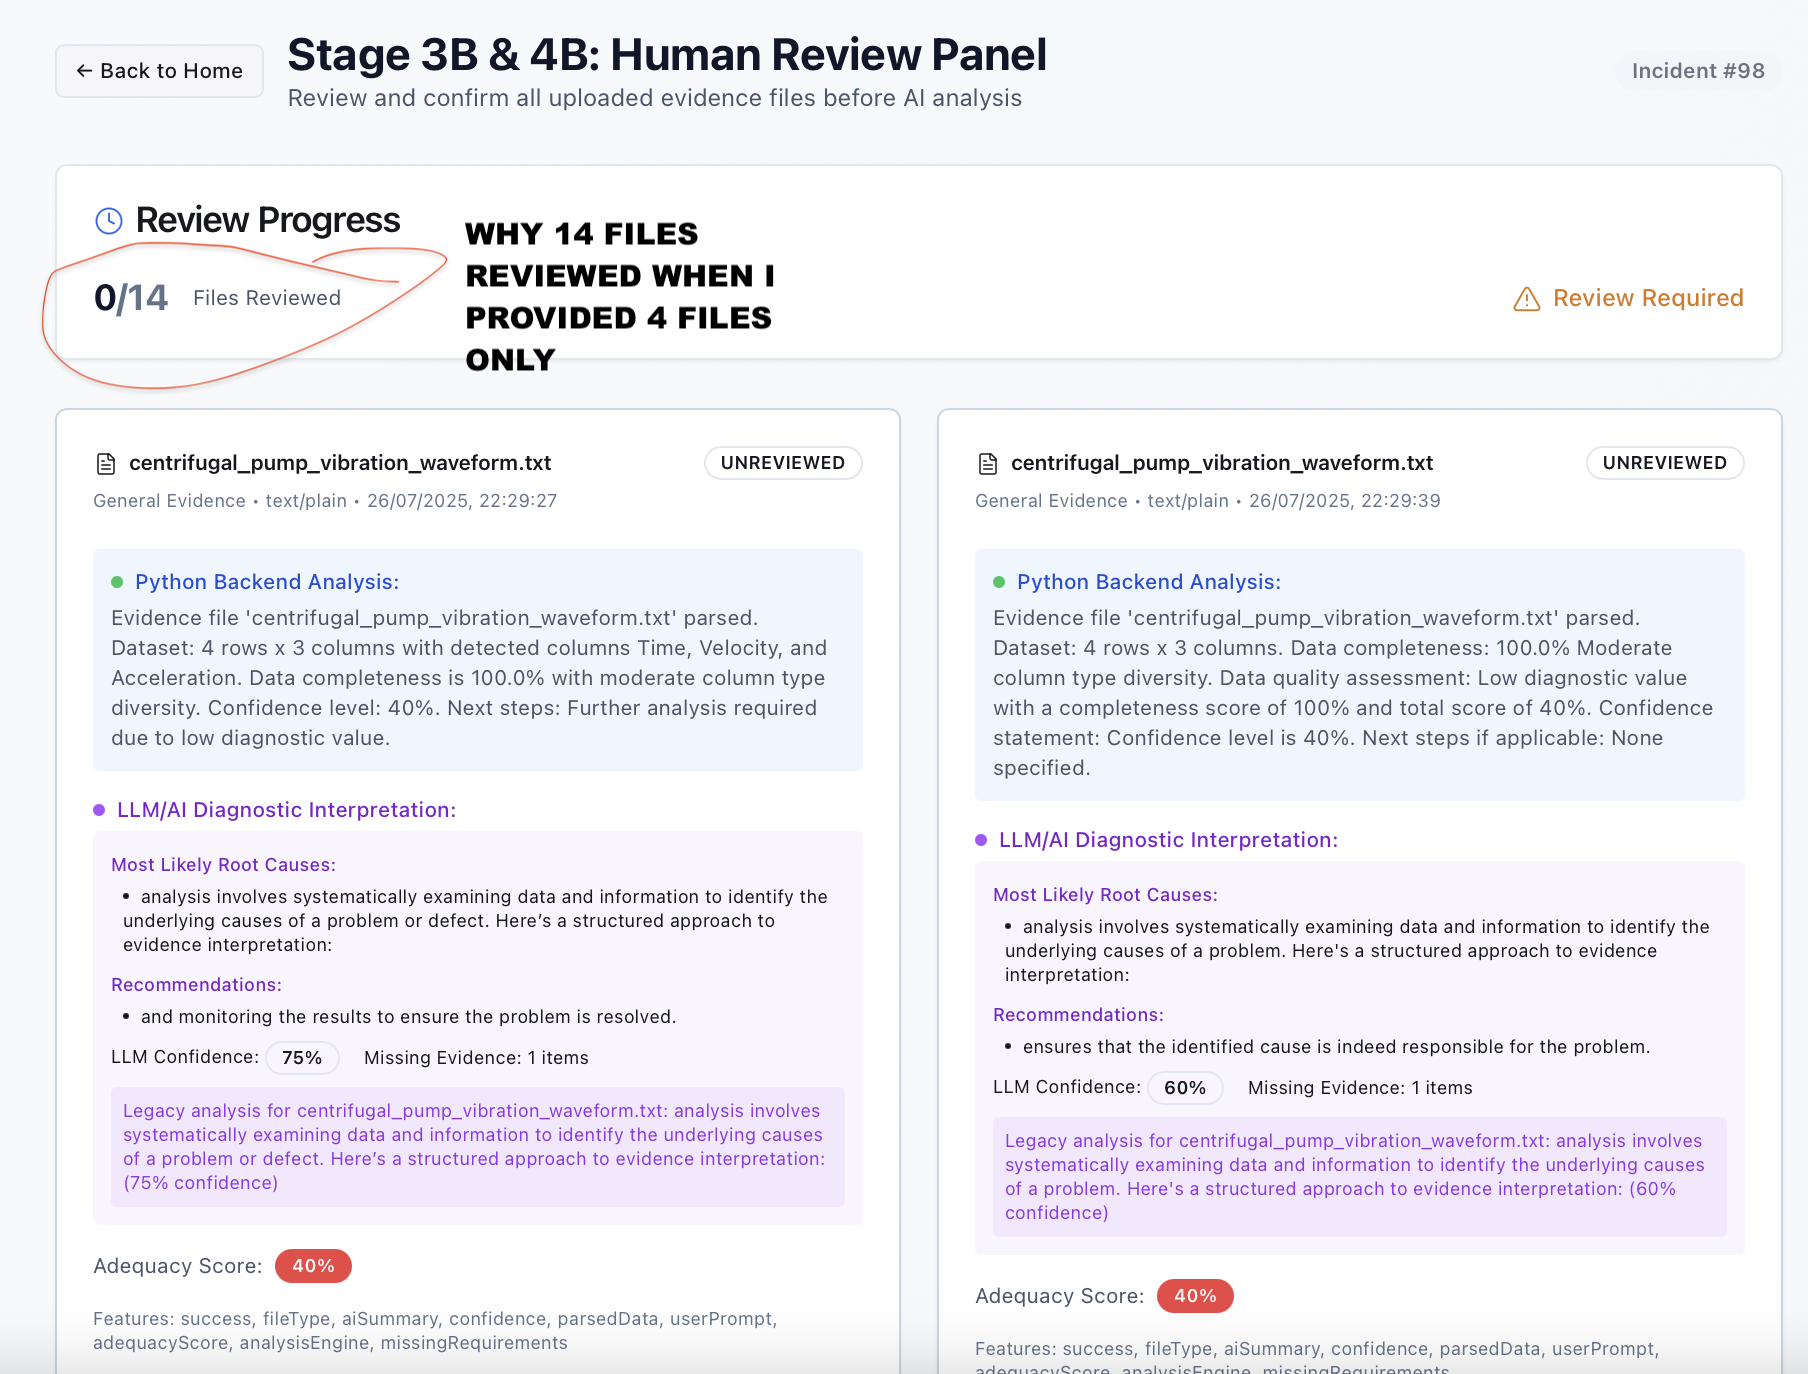 ← Back to Home
Stage 3B & 4B: Human Review Panel
Review and confirm all uploaded evidence files before AI analysis
Incident #98
Review Progress
0/14 Files Reviewed
WHY 14 FILES
REVIEWED WHEN I
PROVIDED 4 FILES
ONLY
Review Required
centrifugal_pump_vibration_waveform.txt
UNREVIEWED
General Evidence • text/plain • 26/07/2025, 22:29:27
Python Backend Analysis:
Evidence file 'centrifugal_pump_vibration_waveform.txt' parsed.
Dataset: 4 rows x 3 columns with detected columns Time, Velocity, and
Acceleration. Data completeness is 100.0% with moderate column type
diversity. Confidence level: 40%. Next steps: Further analysis required
due to low diagnostic value.
LLM/AI Diagnostic Interpretation:
Most Likely Root Causes:
• analysis involves systematically examining data and information to identify the
underlying causes of a problem or defect. Here’s a structured approach to
evidence interpretation:
Recommendations:
• and monitoring the results to ensure the problem is resolved.
LLM Confidence: 75% Missing Evidence: 1 items
Legacy analysis for centrifugal_pump_vibration_waveform.txt: analysis involves
systematically examining data and information to identify the underlying causes
of a problem or defect. Here’s a structured approach to evidence interpretation:
(75% confidence)
Adequacy Score: 40%
Features: success, fileType, aiSummary, confidence, parsedData, userPrompt,
adequacyScore, analysisEngine, missingRequirements
centrifugal_pump_vibration_waveform.txt
UNREVIEWED
General Evidence • text/plain • 26/07/2025, 22:29:39
Python Backend Analysis:
Evidence file 'centrifugal_pump_vibration_waveform.txt' parsed.
Dataset: 4 rows x 3 columns. Data completeness: 100.0% Moderate
column type diversity. Data quality assessment: Low diagnostic value
with a completeness score of 100% and total score of 40%. Confidence
statement: Confidence level is 40%. Next steps if applicable: None
specified.
LLM/AI Diagnostic Interpretation:
Most Likely Root Causes:
• analysis involves systematically examining data and information to identify the
underlying causes of a problem. Here's a structured approach to evidence
interpretation:
Recommendations:
• ensures that the identified cause is indeed responsible for the problem.
LLM Confidence: 60% Missing Evidence: 1 items
Legacy analysis for centrifugal_pump_vibration_waveform.txt: analysis involves
systematically examining data and information to identify the underlying causes
of a problem. Here's a structured approach to evidence interpretation: (60%
confidence)
Adequacy Score: 40%
Features: success, fileType, aiSummary, confidence, parsedData, userPrompt,
adequacyScore, analysisEngine, missingRequirements